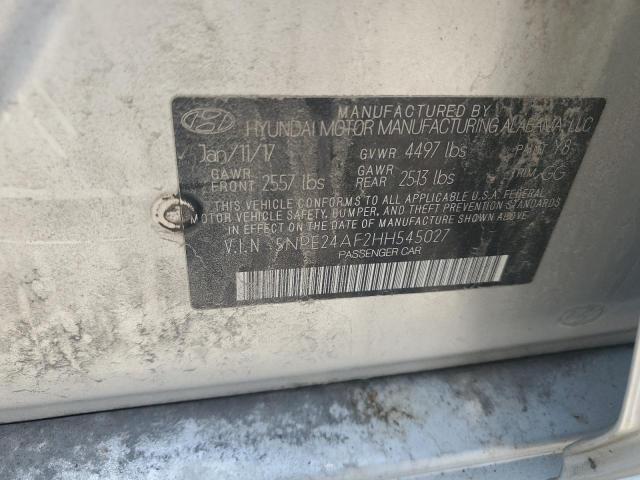 MANUFACTURED BY
HYUNDAI MOTOR MANUFACTURING ALABAMA, LLC
Jan/11/17 GVWR 4497 lbs PAINT Y8
GAWR FRONT 2557 lbs GAWR REAR 2513 lbs TRIM GG
THIS VEHICLE CONFORMS TO ALL APPLICABLE U.S.A. FEDERAL
MOTOR VEHICLE SAFETY, BUMPER, AND THEFT PREVENTION STANDARDS
IN EFFECT ON THE DATE OF MANUFACTURE SHOWN ABOVE.
V.I.N : 5NPE24AF2HH545027
PASSENGER CAR